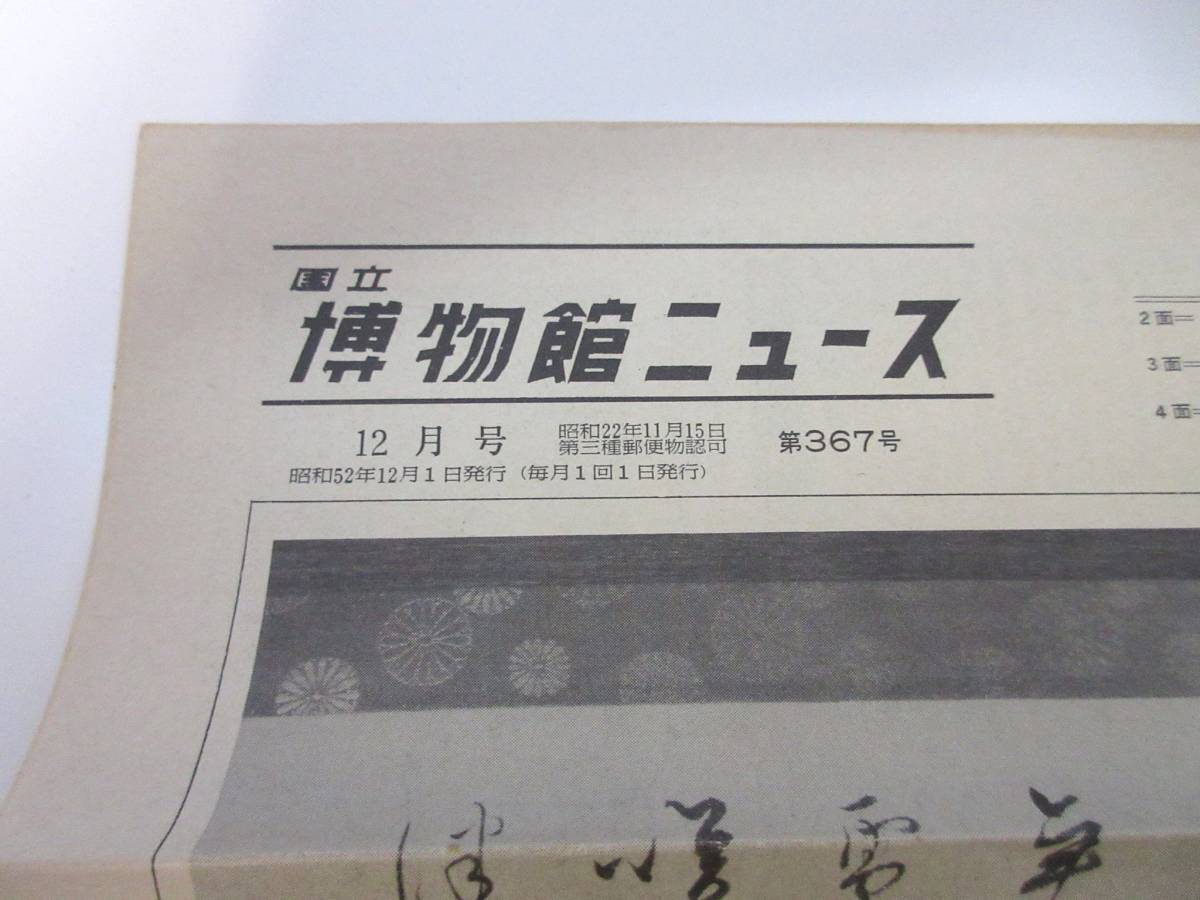 国立
博物館ニュース
12月号
昭和22年11月15日
第三種郵便物認可
第367号
昭和52年12月1日発行（毎月1回1日発行）
2面=
3面=
4面=